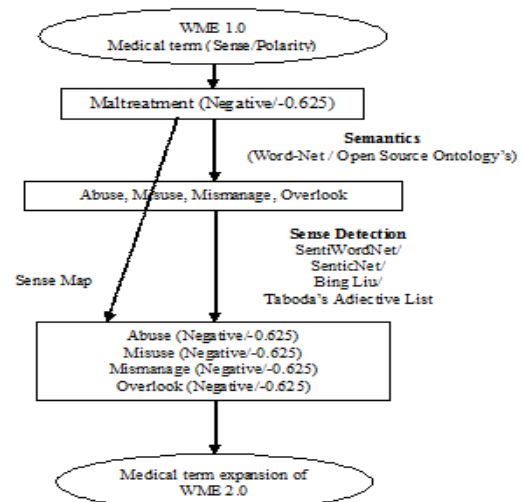 WME 1.0
Medical term (Sense/Polarity)
Maltreatment (Negative/-0.625)
Semantics
(Word-Net / Open Source Ontology's)
Abuse, Misuse, Mismanage, Overlook
Sense Detection
SentiWordNet/
SenticNet/
Bing Liu/
Taboda's Adjective List
Sense Map
Abuse (Negative/-0.625)
Misuse (Negative/-0.625)
Mismanage (Negative/-0.625)
Overlook (Negative/-0.625)
Medical term expansion of
WME 2.0